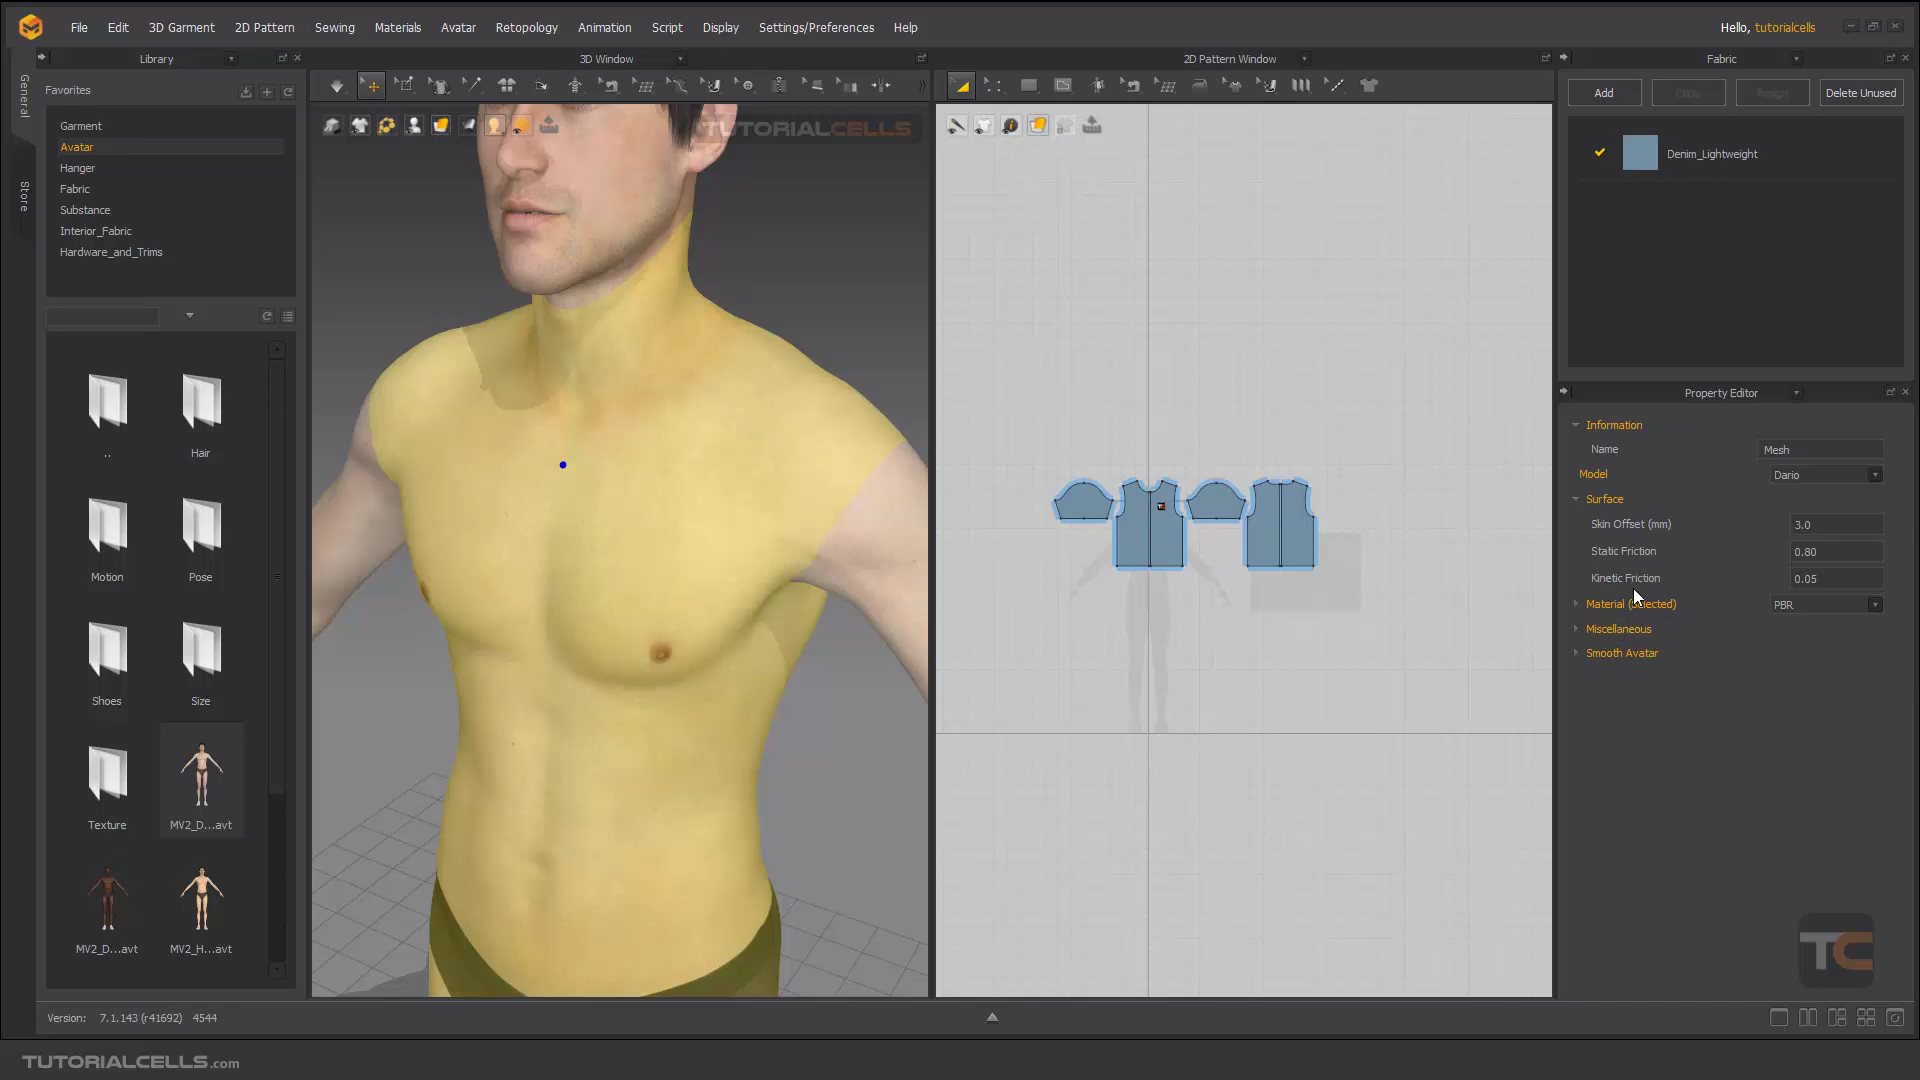 File Edit 3D Garment 2D Pattern Sewing Materials Avatar Retopology Animation Script Display Settings/Preferences Help
Hello, tutorialcells
Library
3D Window
2D Pattern Window
Fabric
General
Store
Favorites
Garment
Avatar
Hanger
Fabric
Substance
Interior_Fabric
Hardware_and_Trims
..
Hair
Motion
Pose
Shoes
Size
Texture
MV2_D...avt
MV2_D...avt
MV2_H...avt
TUTORIALCELLS
Add
Copy
Assign
Delete Unused
Denim_Lightweight
Property Editor
Information
Name Mesh
Model Dario
Surface
Skin Offset (mm) 3.0
Static Friction 0.80
Kinetic Friction 0.05
Material (Selected) PBR
Miscellaneous
Smooth Avatar
TC
Version: 7.1.143 (r41692) 4544
TUTORIALCELLS.com